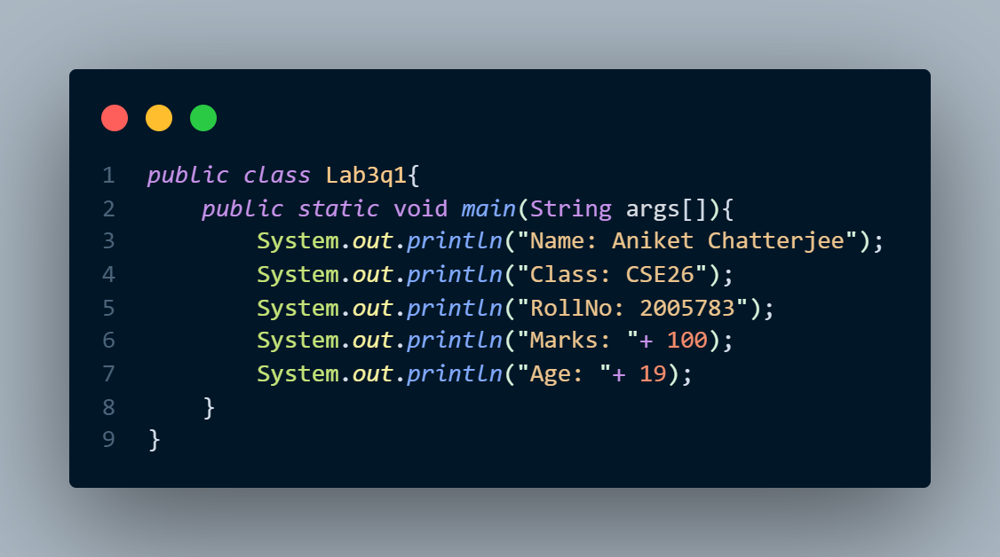 1 public class Lab3q1{
2     public static void main(String args[]){
3         System.out.println("Name: Aniket Chatterjee");
4         System.out.println("Class: CSE26");
5         System.out.println("RollNo: 2005783");
6         System.out.println("Marks: "+ 100);
7         System.out.println("Age: "+ 19);
8     }
9 }